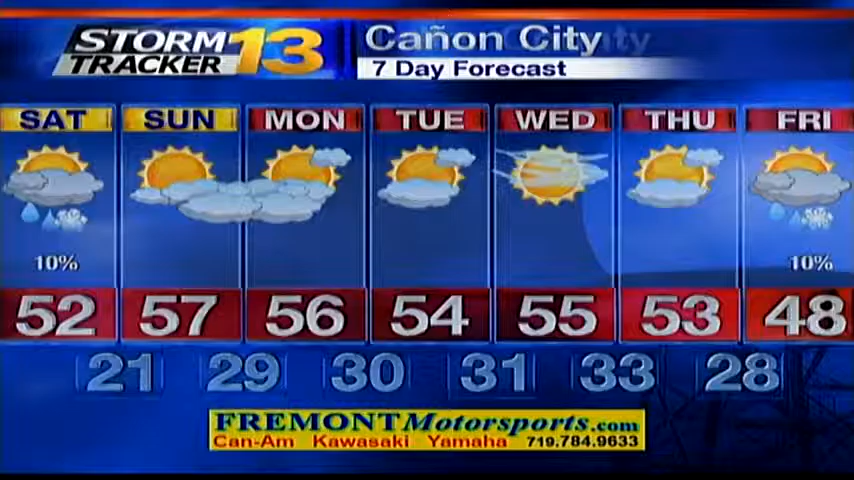 STORM
TRACKER 13
Cañon City
7 Day Forecast
SAT SUN MON TUE WED THU FRI
10% 10%
52 57 56 54 55 53 48
21 29 30 31 33 28
FREMONT Motorsports.com
Can-Am Kawasaki Yamaha 719.784.9633